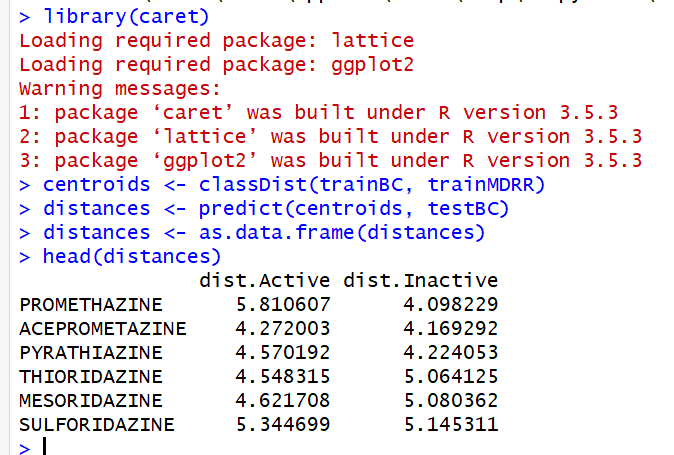 > library(caret)
Loading required package: lattice
Loading required package: ggplot2
Warning messages:
1: package ‘caret’ was built under R version 3.5.3
2: package ‘lattice’ was built under R version 3.5.3
3: package ‘ggplot2’ was built under R version 3.5.3
> centroids <- classDist(trainBC, trainMDRR)
> distances <- predict(centroids, testBC)
> distances <- as.data.frame(distances)
> head(distances)
dist.Active dist.Inactive
PROMETHAZINE 5.810607 4.098229
ACEPROMETAZINE 4.272003 4.169292
PYRATHIAZINE 4.570192 4.224053
THIORIDAZINE 4.548315 5.064125
MESORIDAZINE 4.621708 5.080362
SULFORIDAZINE 5.344699 5.145311
>